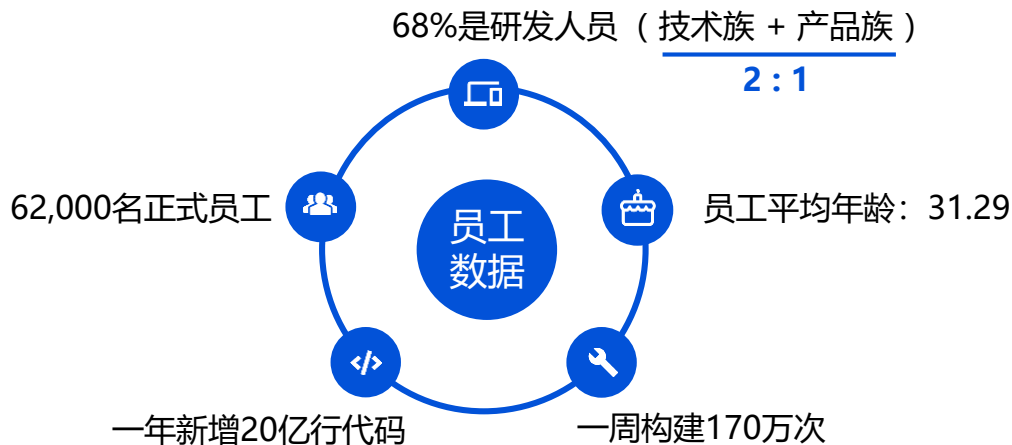 68%是研发人员（技术族 + 产品族）
2：1
62,000名正式员工
员工
数据
员工平均年龄：31.29
一年新增20亿行代码
一周构建170万次